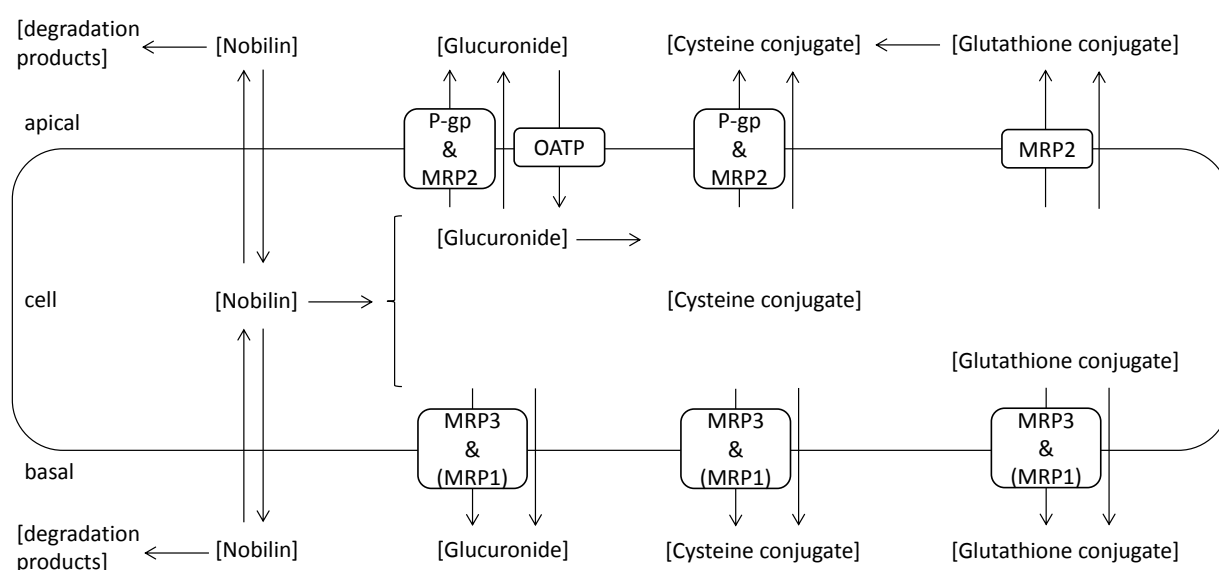 [degradation
products]
[Nobilin]
[Glucuronide]
[Cysteine conjugate]
[Glutathione conjugate]
apical
P-gp
&
MRP2
OATP
P-gp
&
MRP2
MRP2
[Glucuronide]
cell
[Nobilin]
[Cysteine conjugate]
[Glutathione conjugate]
MRP3
&
(MRP1)
MRP3
&
(MRP1)
MRP3
&
(MRP1)
basal
[degradation
products]
[Nobilin]
[Glucuronide]
[Cysteine conjugate]
[Glutathione conjugate]